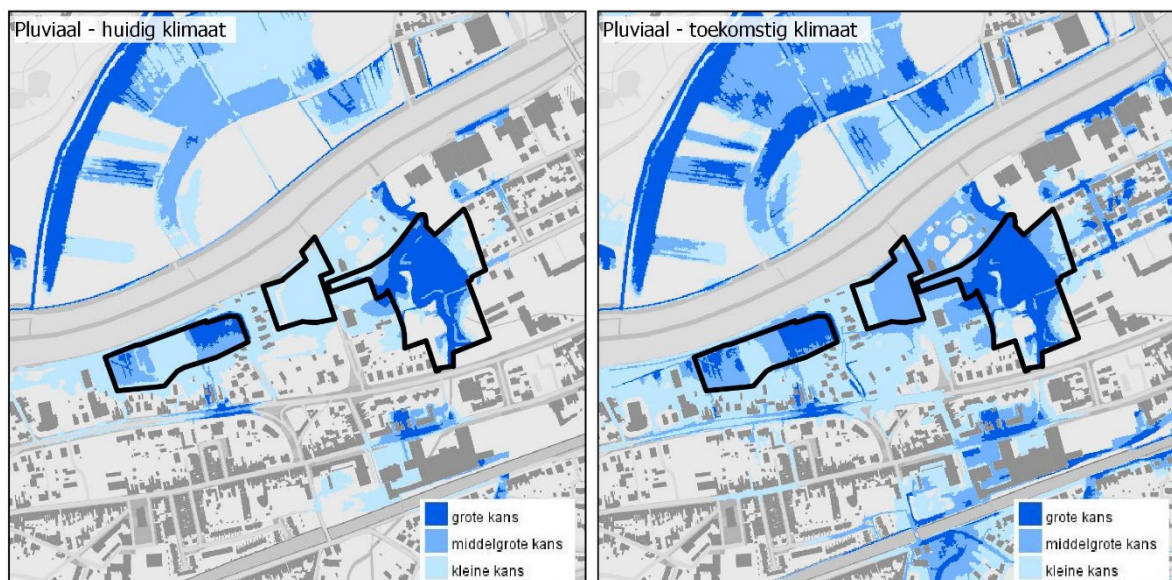 Pluviaal - huidig klimaat
grote kans
middelgrote kans
kleine kans
Pluviaal - toekomstig klimaat
grote kans
middelgrote kans
kleine kans